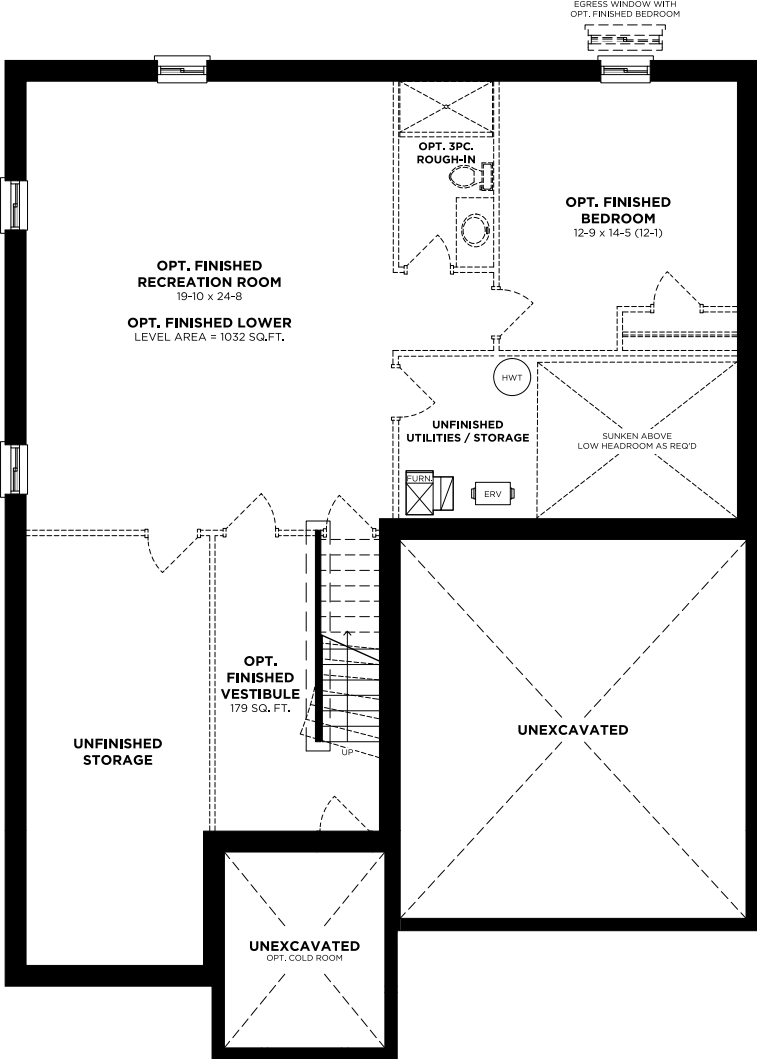 EGRESS WINDOW WITH
OPT. FINISHED BEDROOM
OPT. 3PC.
ROUGH-IN
OPT. FINISHED
BEDROOM
12-9 x 14-5 (12-1)
OPT. FINISHED
RECREATION ROOM
19-10 x 24-8
OPT. FINISHED LOWER
LEVEL AREA = 1032 SQ.FT.
HWT
UNFINISHED
UTILITIES / STORAGE
SUNKEN ABOVE
LOW HEADROOM AS REQ'D
FURN.
ERV
OPT.
FINISHED
VESTIBULE
179 SQ. FT.
UP
UNFINISHED
STORAGE
UNEXCAVATED
UNEXCAVATED
OPT. COLD ROOM